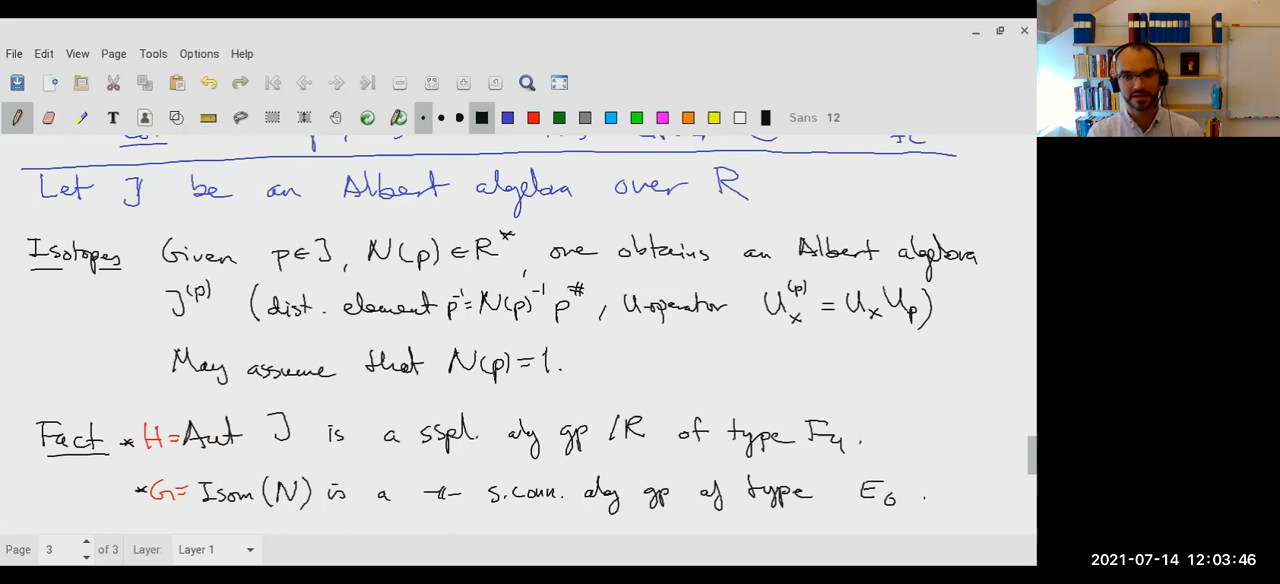 File Edit View Page Tools Options Help
Sans 12
Let J be an Albert algebra over R
Isotopes Given p∈J, N(p)∈R*, one obtains an Albert algebra
J^(p) (dist. element p^-1=N(p)^-1 p^#, U-operator U_x^(p) = U_x U_p)
May assume that N(p)=1.
Fact * H=Aut J is a sspl. alg gp /R of type F4.
*G= Isom(N) is a -"- s.conn. alg gp of type E6.
Page 3 of 3 Layer: Layer 1
2021-07-14 12:03:46